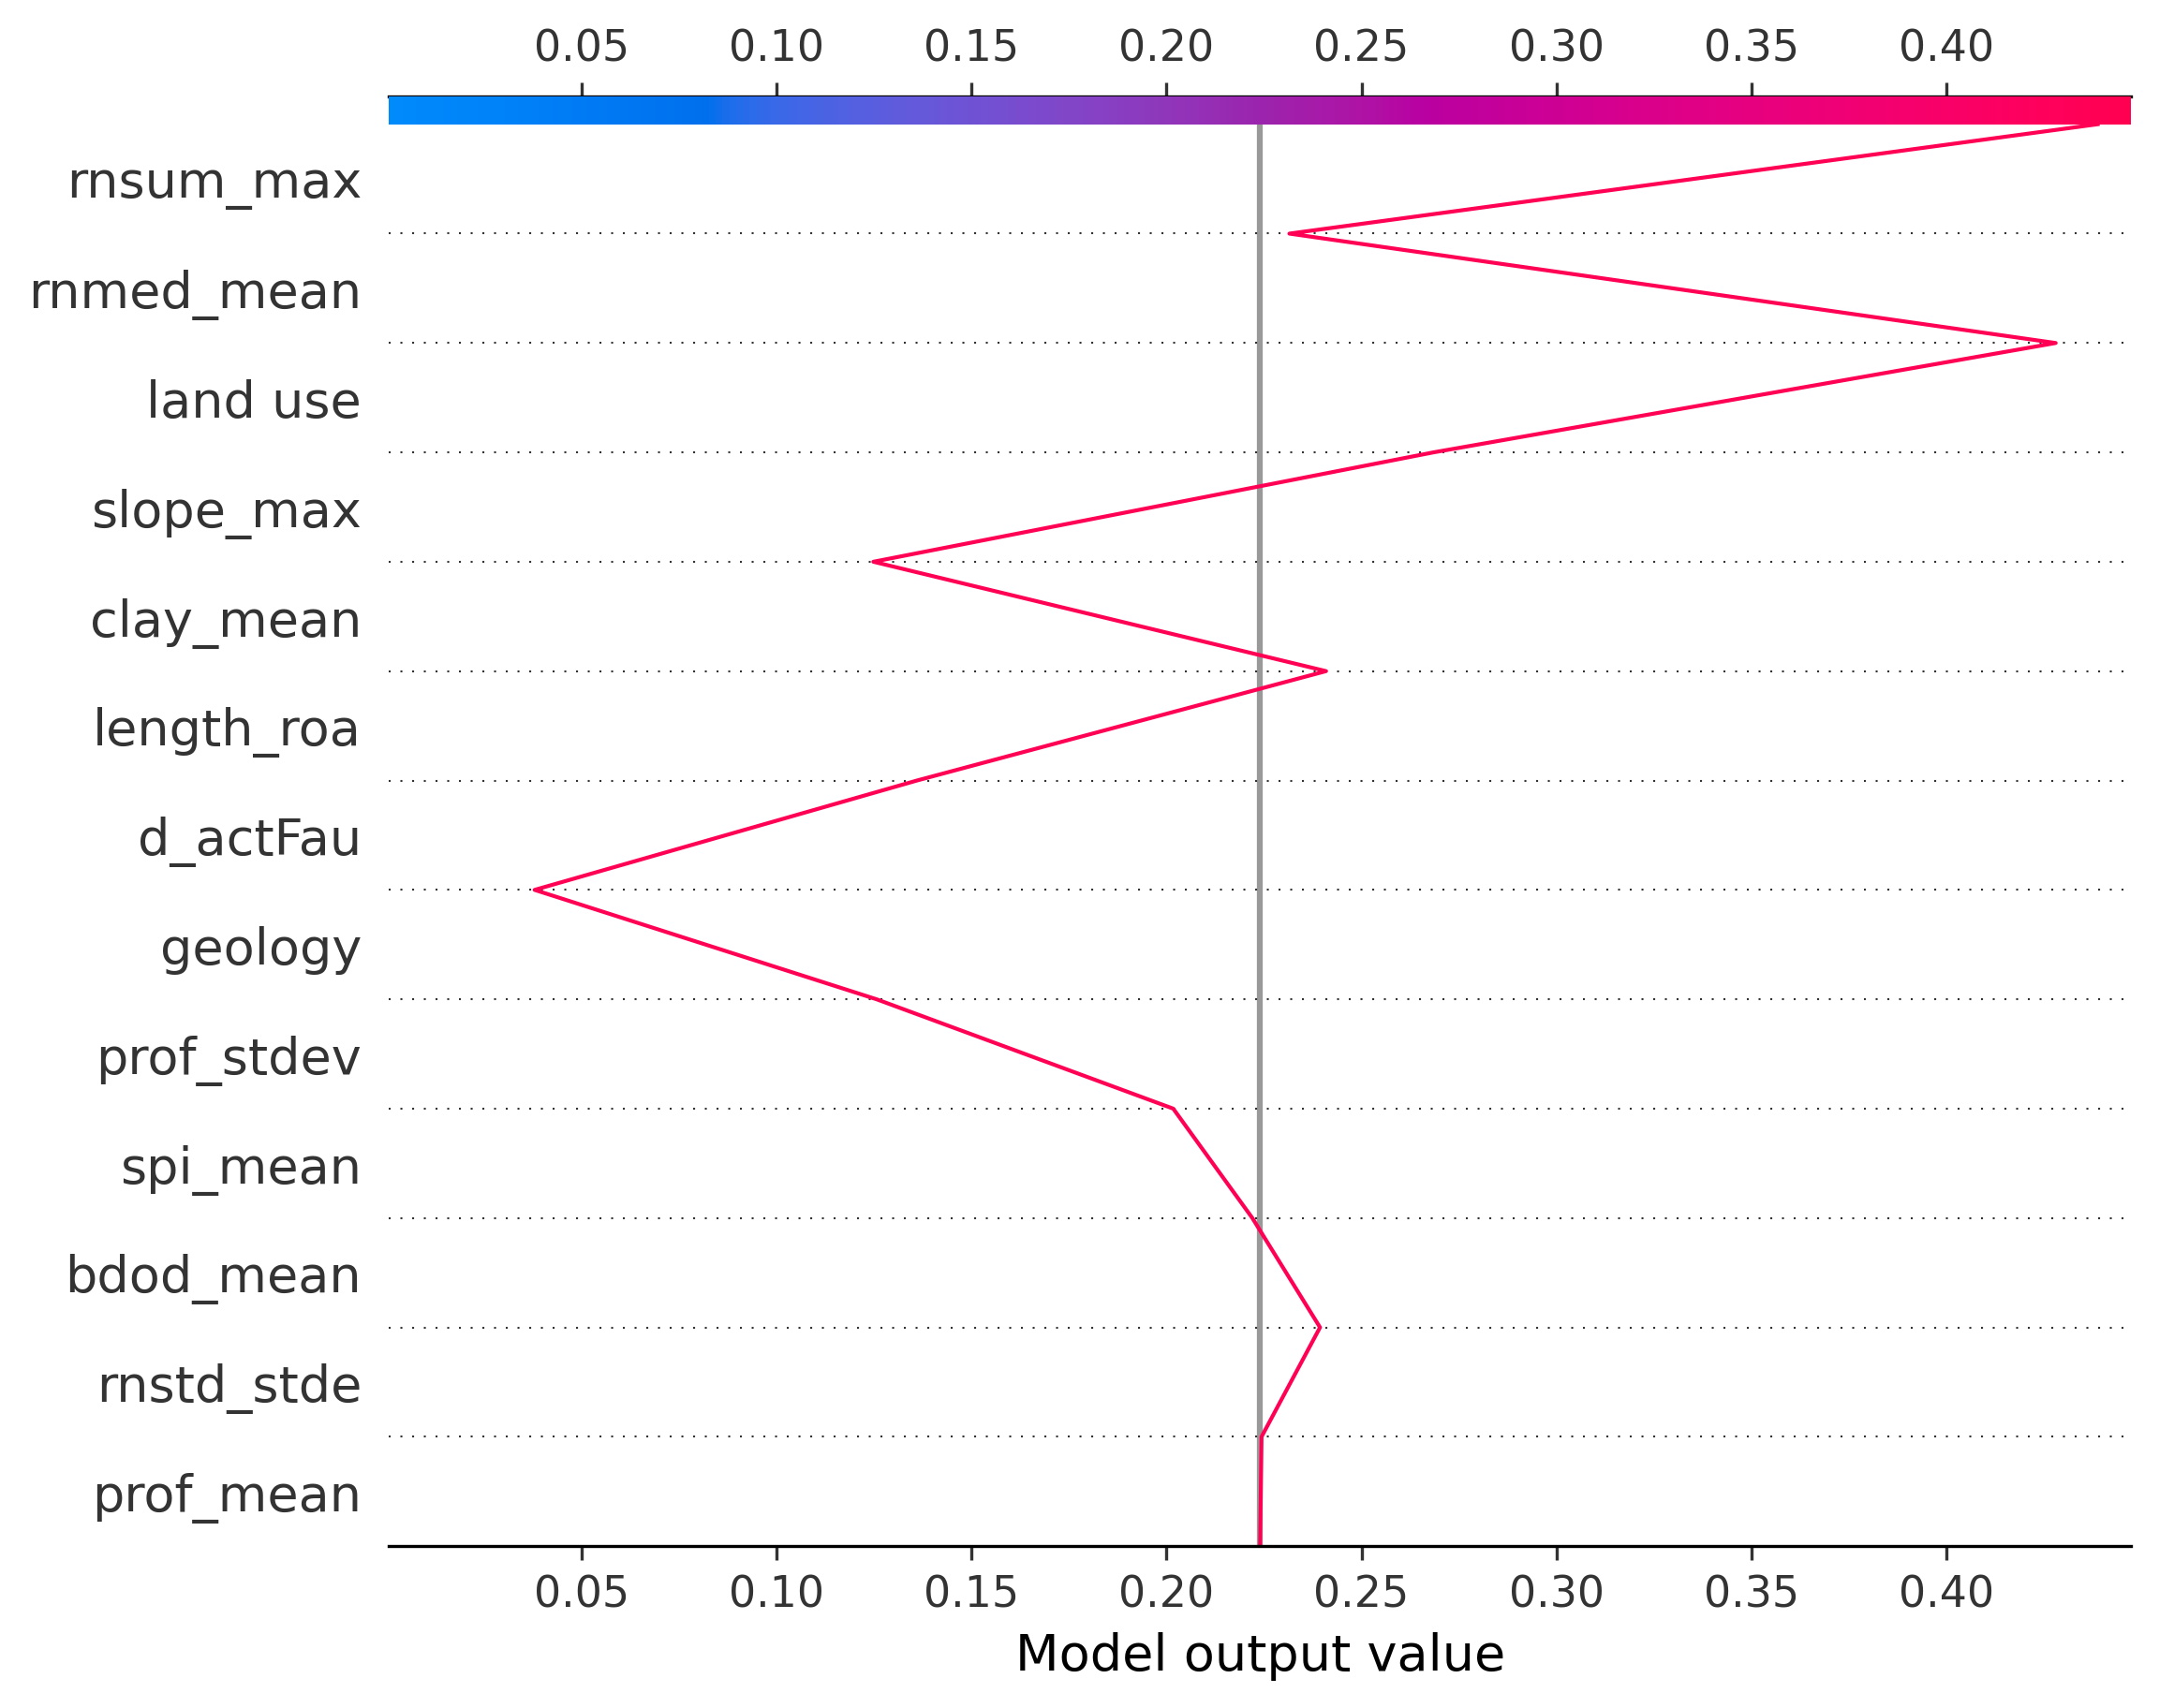 0.05 0.10 0.15 0.20 0.25 0.30 0.35 0.40
rnsum_max
rnmed_mean
land use
slope_max
clay_mean
length_roa
d_actFau
geology
prof_stdev
spi_mean
bdod_mean
rnstd_stde
prof_mean
0.05 0.10 0.15 0.20 0.25 0.30 0.35 0.40
Model output value